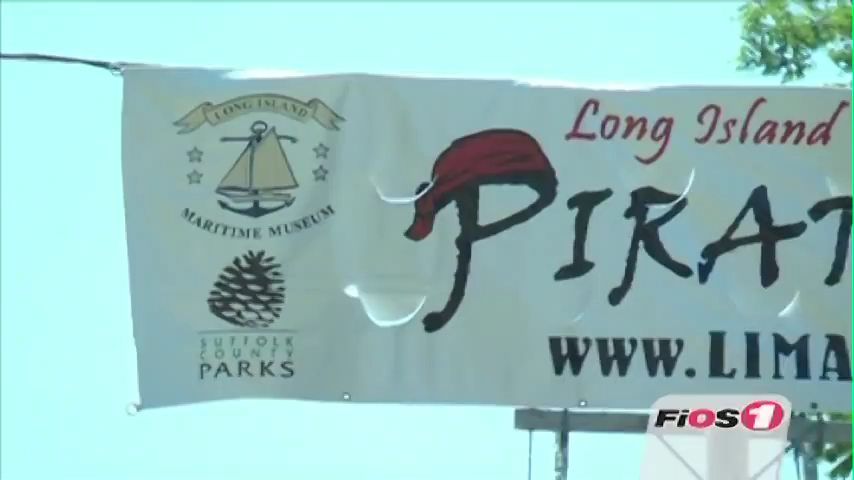 LONG ISLAND
MARITIME MUSEUM
SUFFOLK
COUNTY
PARKS
Long Island
PIRAT
WWW.LIMA
FiOS1